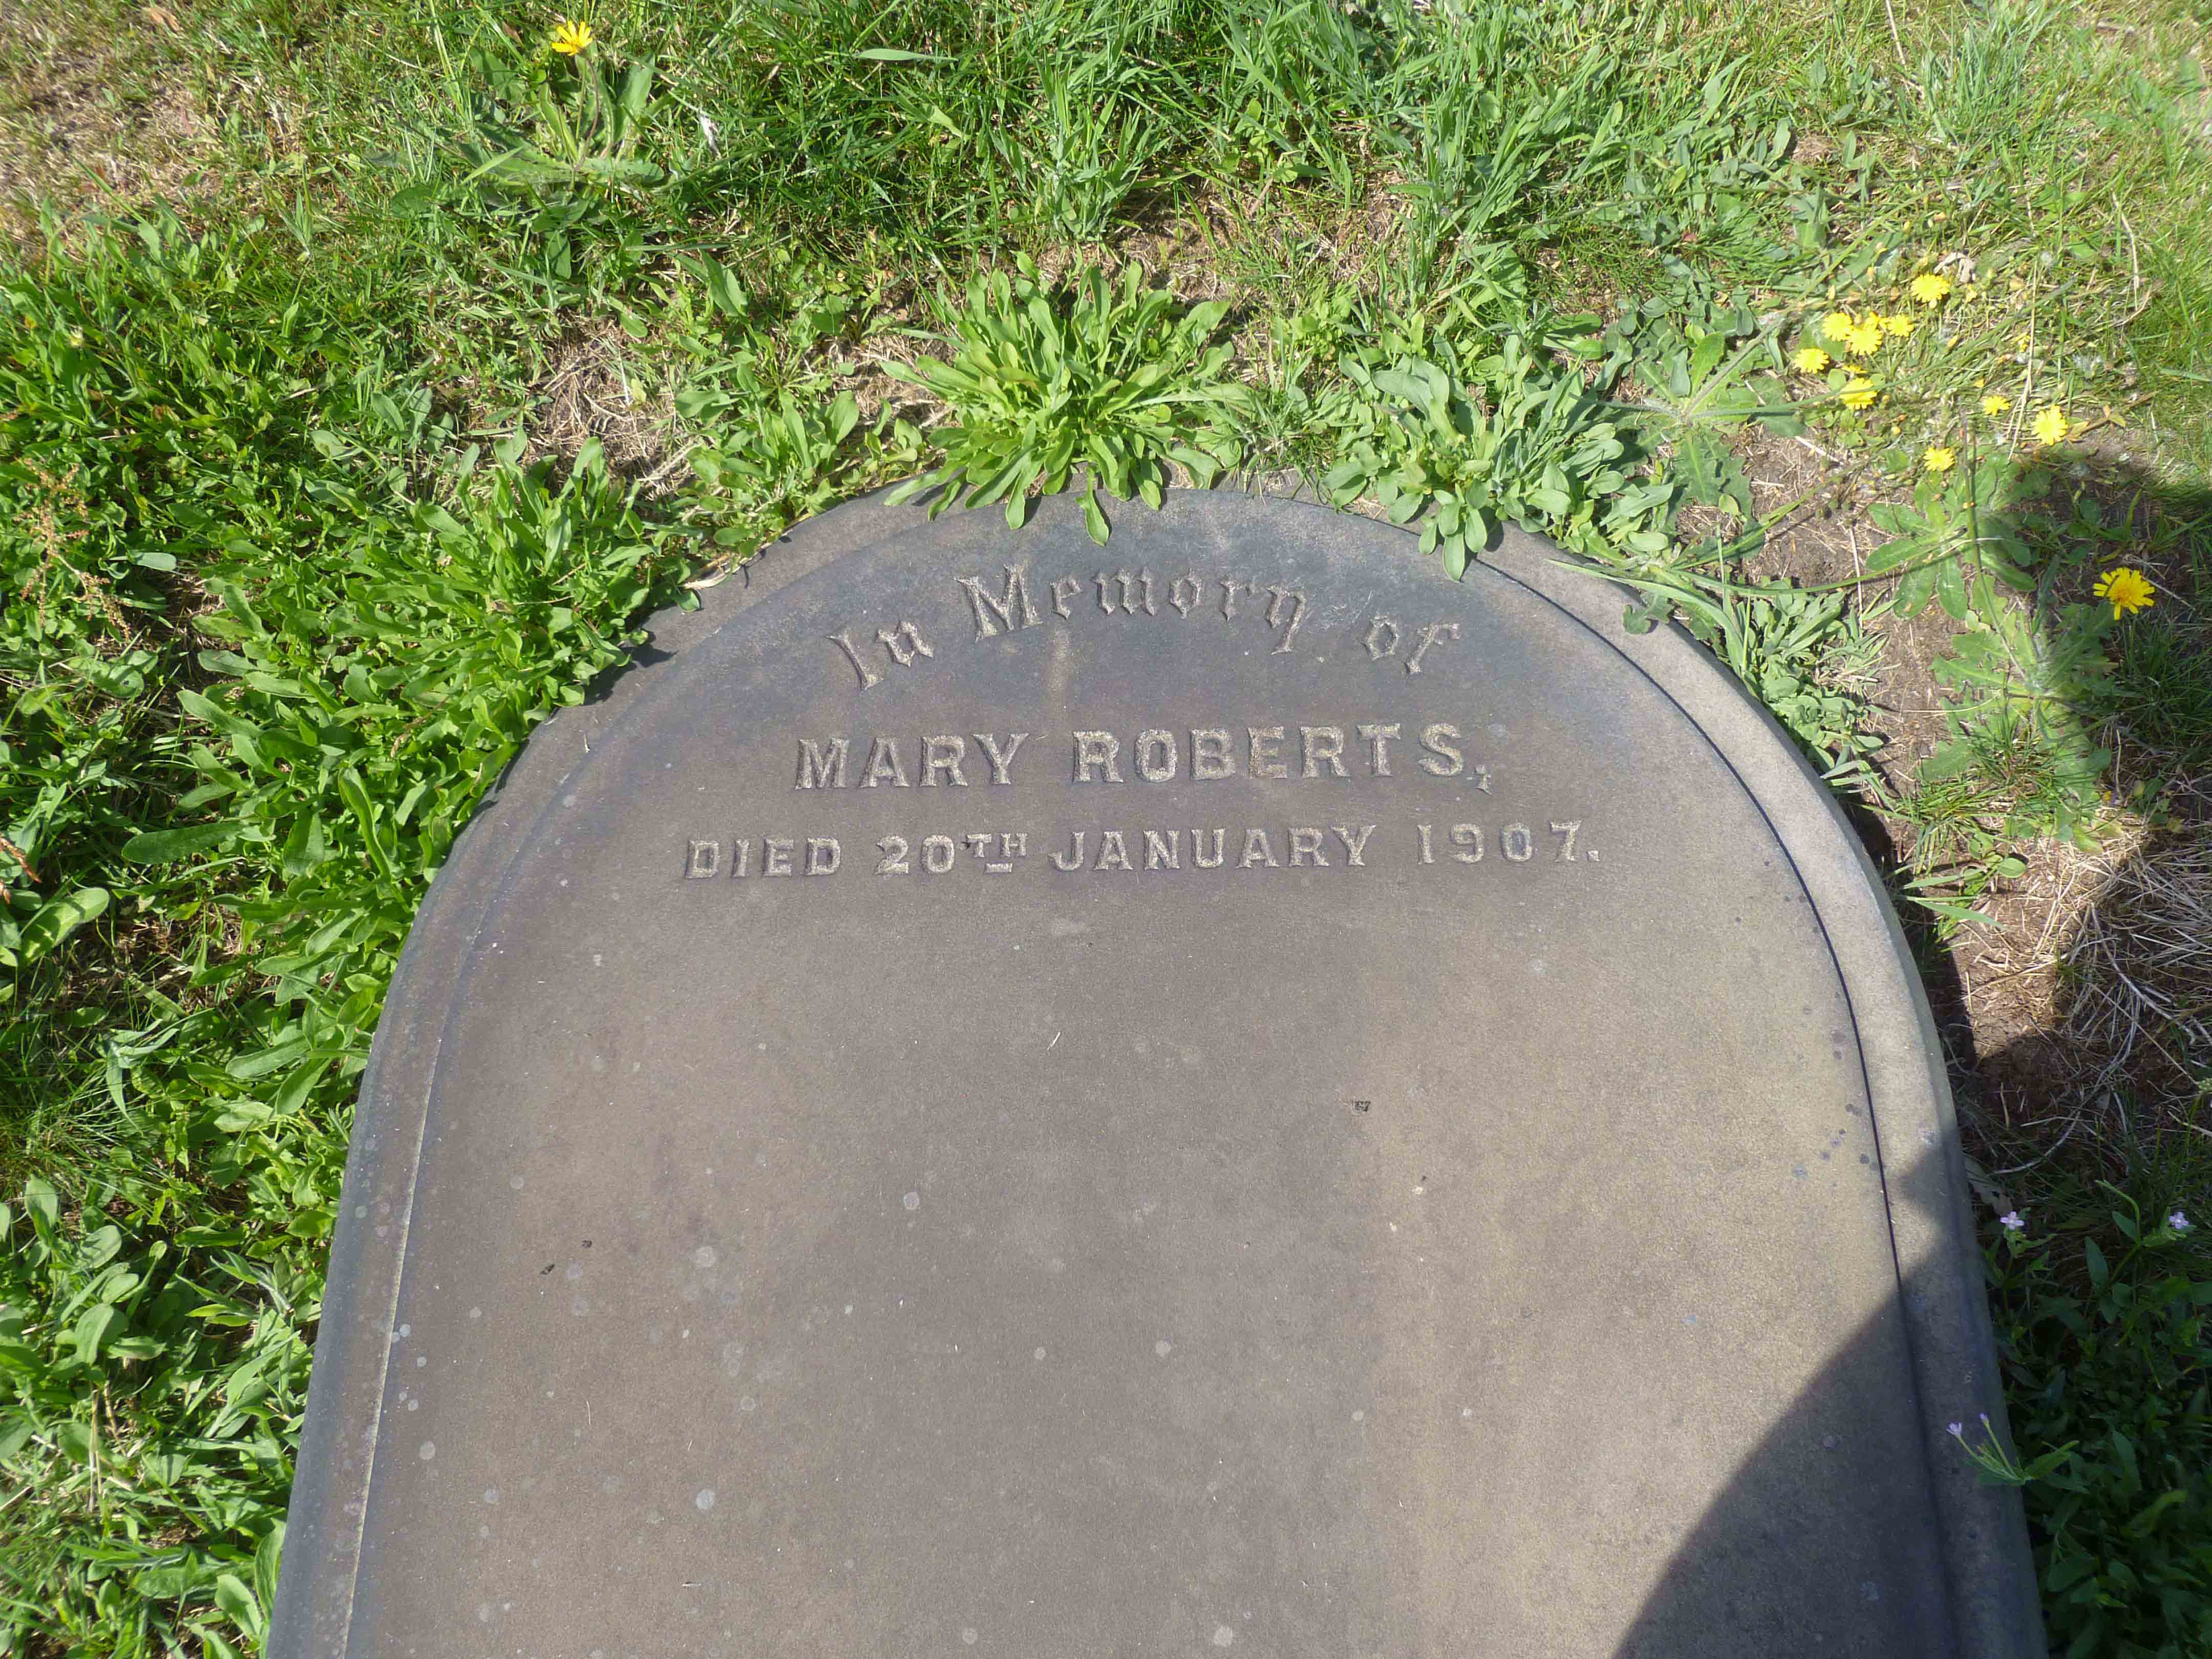 In Memory of
MARY ROBERTS,
DIED 20TH JANUARY 1907.